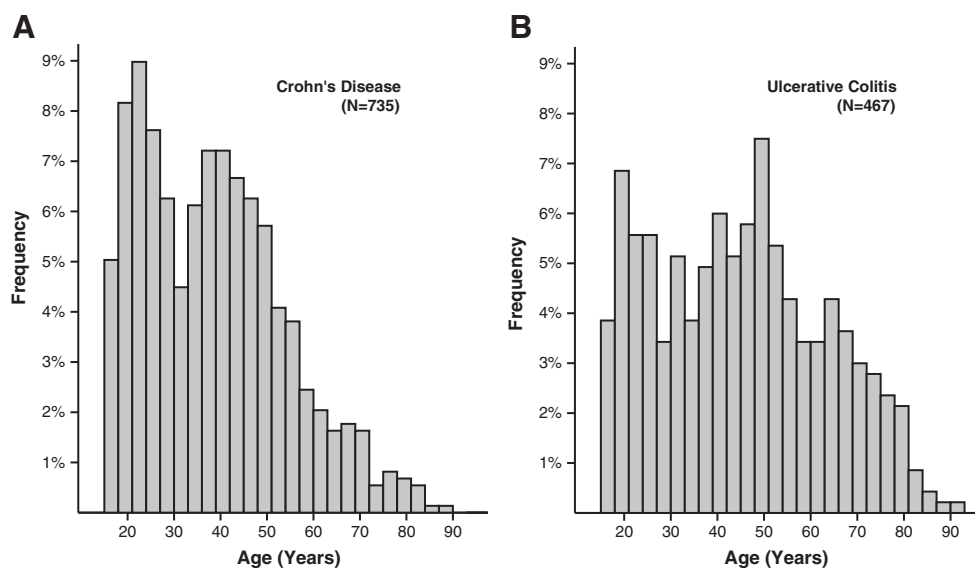 A
Crohn's Disease
(N=735)
9%
8%
7%
6%
5%
4%
3%
2%
1%
Frequency
20 30 40 50 60 70 80 90
Age (Years)
B
Ulcerative Colitis
(N=467)
9%
8%
7%
6%
5%
4%
3%
2%
1%
Frequency
20 30 40 50 60 70 80 90
Age (Years)